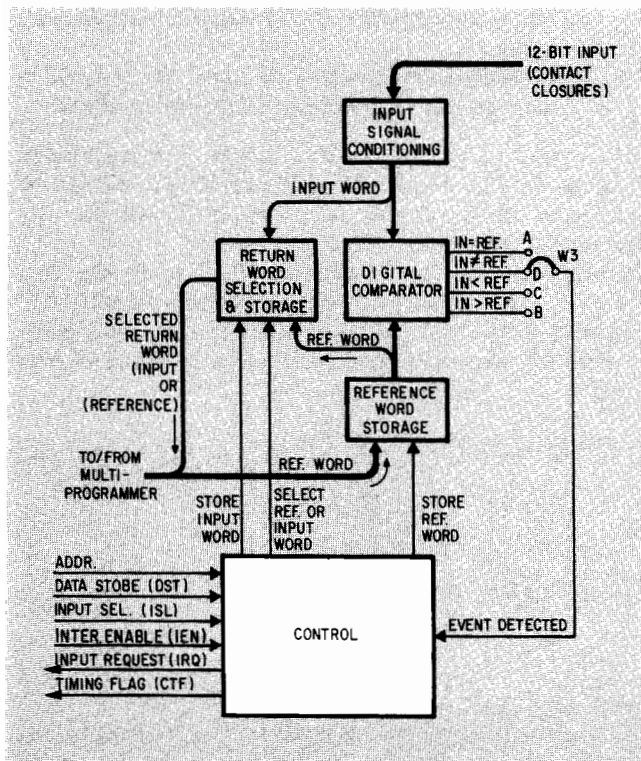 12-BIT INPUT
(CONTACT
CLOSURES)
INPUT
SIGNAL
CONDITIONING
INPUT WORD
RETURN
WORD
SELECTION
& STORAGE
DIGITAL
COMPARATOR
IN=REF.
A
IN≠REF.
D
W3
IN<REF
C
IN>REF
B
SELECTED
RETURN
WORD
(INPUT
OR
(REFERENCE)
REF. WORD
REFERENCE
WORD
STORAGE
TO/FROM
MULTI-
PROGRAMMER
REF. WORD
STORE
INPUT
WORD
SELECT
REF. OR
INPUT
WORD
STORE
REF.
WORD
ADDR.
DATA STOBE (DST)
INPUT SEL. (ISL)
INTER. ENABLE (IEN)
INPUT REQUEST (IRQ)
TIMING FLAG (CTF)
CONTROL
EVENT DETECTED